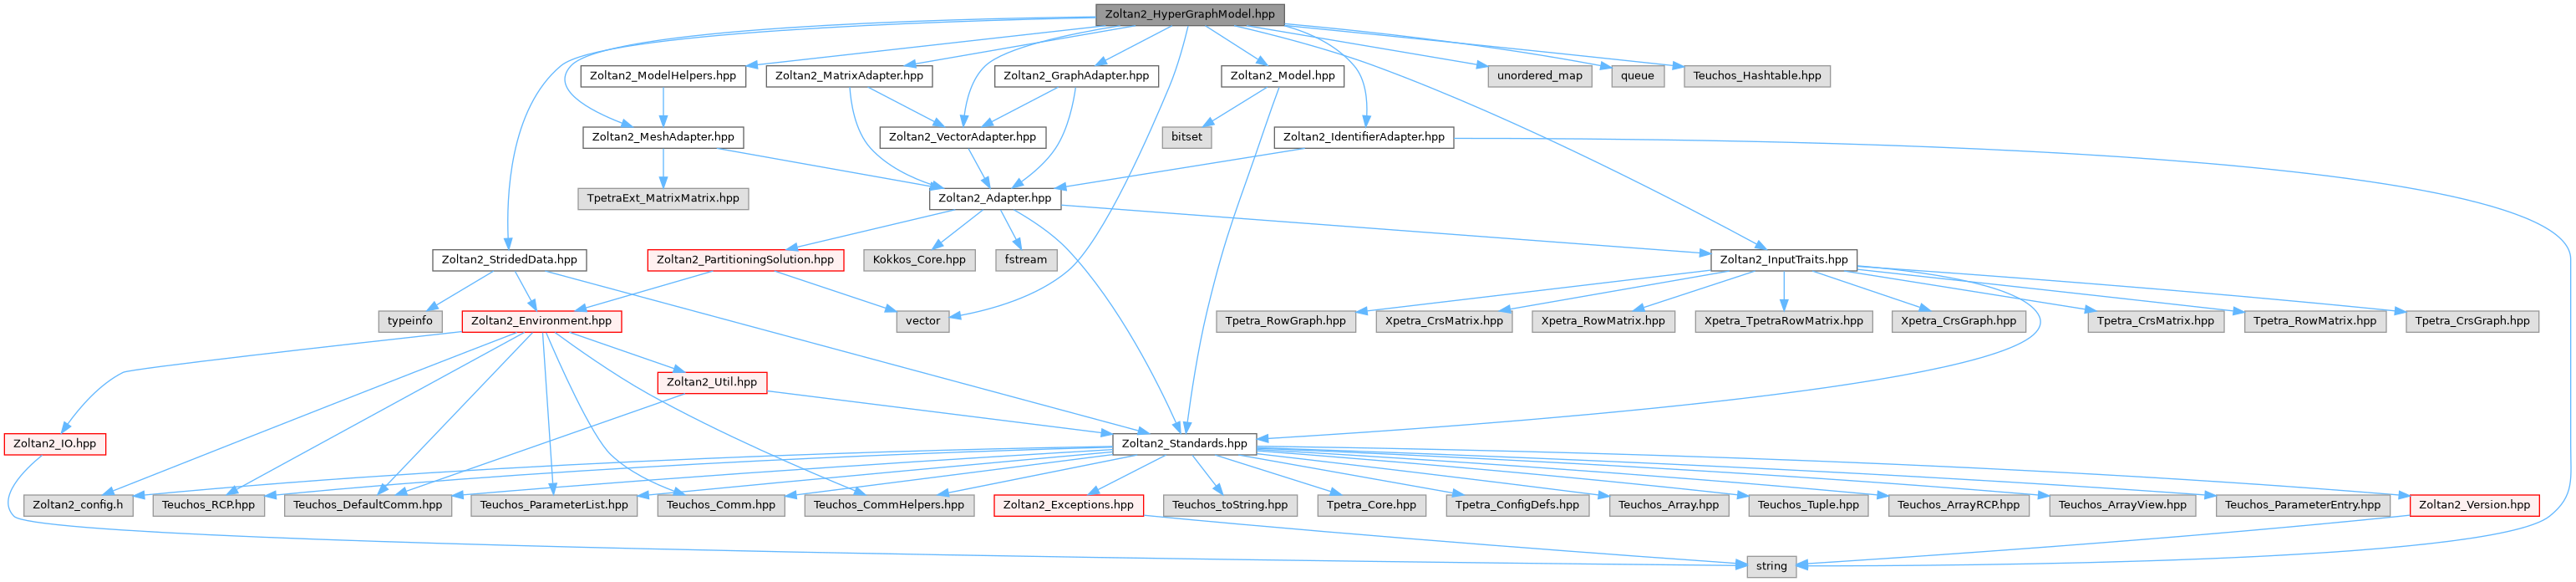 Zoltan2_HyperGraphModel.hpp
Zoltan2_ModelHelpers.hpp
Zoltan2_MatrixAdapter.hpp
Zoltan2_GraphAdapter.hpp
Zoltan2_Model.hpp
unordered_map
queue
Teuchos_Hashtable.hpp
Zoltan2_MeshAdapter.hpp
Zoltan2_VectorAdapter.hpp
bitset
Zoltan2_IdentifierAdapter.hpp
TpetraExt_MatrixMatrix.hpp
Zoltan2_Adapter.hpp
Zoltan2_StridedData.hpp
Zoltan2_PartitioningSolution.hpp
Kokkos_Core.hpp
fstream
Zoltan2_InputTraits.hpp
typeinfo
Zoltan2_Environment.hpp
vector
Tpetra_RowGraph.hpp
Xpetra_CrsMatrix.hpp
Xpetra_RowMatrix.hpp
Xpetra_TpetraRowMatrix.hpp
Xpetra_CrsGraph.hpp
Tpetra_CrsMatrix.hpp
Tpetra_RowMatrix.hpp
Tpetra_CrsGraph.hpp
Zoltan2_Util.hpp
Zoltan2_IO.hpp
Zoltan2_Standards.hpp
Zoltan2_config.h
Teuchos_RCP.hpp
Teuchos_DefaultComm.hpp
Teuchos_ParameterList.hpp
Teuchos_Comm.hpp
Teuchos_CommHelpers.hpp
Zoltan2_Exceptions.hpp
Teuchos_toString.hpp
Tpetra_Core.hpp
Tpetra_ConfigDefs.hpp
Teuchos_Array.hpp
Teuchos_Tuple.hpp
Teuchos_ArrayRCP.hpp
Teuchos_ArrayView.hpp
Teuchos_ParameterEntry.hpp
Zoltan2_Version.hpp
string